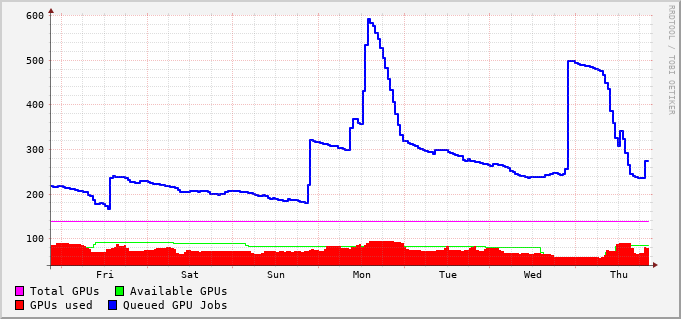 600
500
400
300
200
100
Fri Sat Sun Mon Tue Wed Thu
Total GPUs Available GPUs
GPUs used Queued GPU Jobs
RRDTOOL / TOBI OETIKER